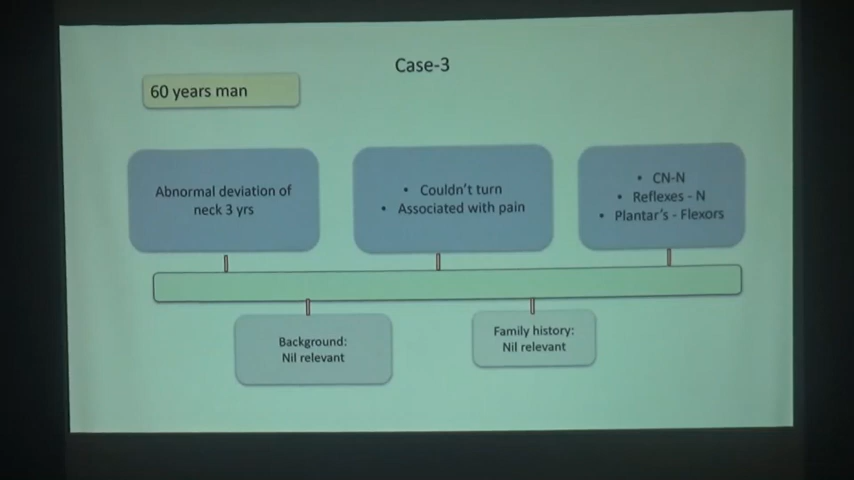 Case-3
60 years man
Abnormal deviation of
neck 3 yrs
• Couldn't turn
• Associated with pain
• CN-N
• Reflexes - N
• Plantar's - Flexors
Background:
Nil relevant
Family history:
Nil relevant